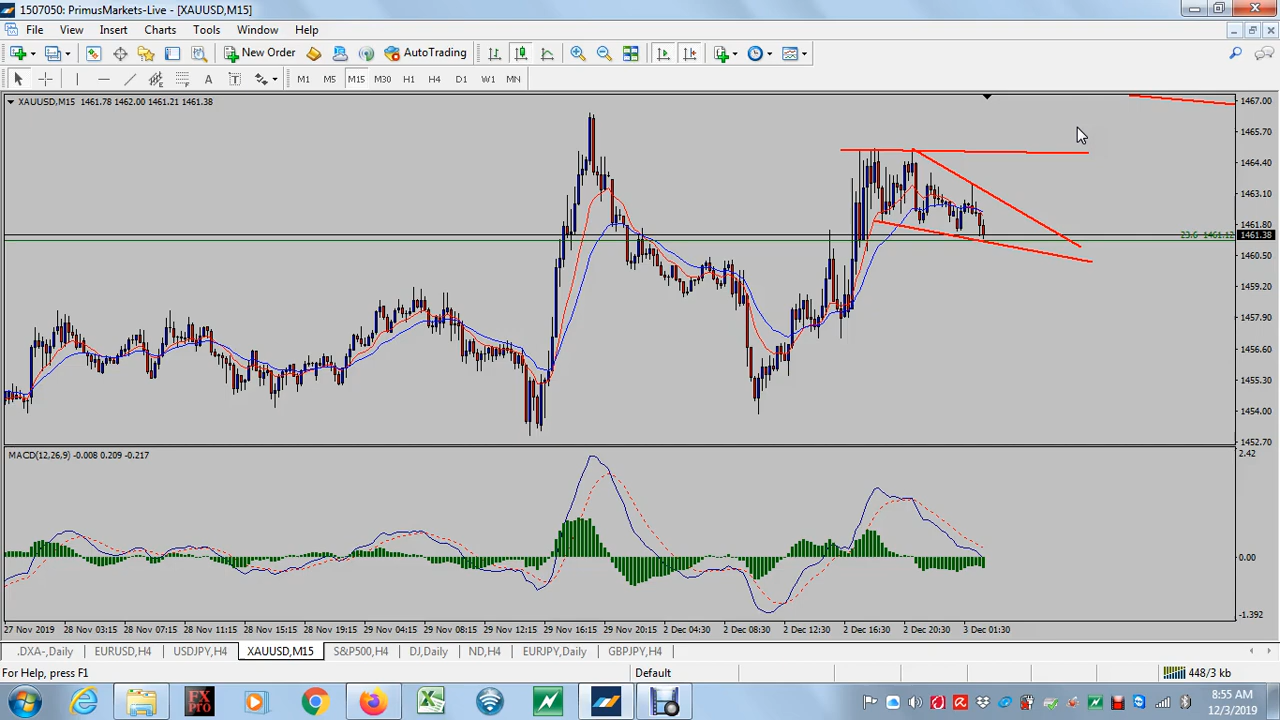 1507050: PrimusMarkets-Live - [XAUUSD,M15]
File View Insert Charts Tools Window Help
New Order AutoTrading
A T M1 M5 M15 M30 H1 H4 D1 W1 MN
XAUUSD,M15 1461.78 1462.00 1461.21 1461.38
1467.00
1465.70
1464.40
1463.10
1461.80
23.6 1461.12 1461.38
1460.50
1459.20
1457.90
1456.60
1455.30
1454.00
1452.70
MACD(12,26,9) -0.008 0.209 -0.217
2.42
0.00
-1.392
27 Nov 2019 28 Nov 03:15 28 Nov 07:15 28 Nov 11:15 28 Nov 15:15 28 Nov 19:15 29 Nov 04:15 29 Nov 08:15 29 Nov 12:15 29 Nov 16:15 29 Nov 20:15 2 Dec 04:30 2 Dec 08:30 2 Dec 12:30 2 Dec 16:30 2 Dec 20:30 3 Dec 01:30
.DXA-,Daily EURUSD,H4 USDJPY,H4 XAUUSD,M15 S&P500,H4 DJ,Daily ND,H4 EURJPY,Daily GBPJPY,H4
For Help, press F1 Default 448/3 kb
FX PRO 8:55 AM
12/3/2019